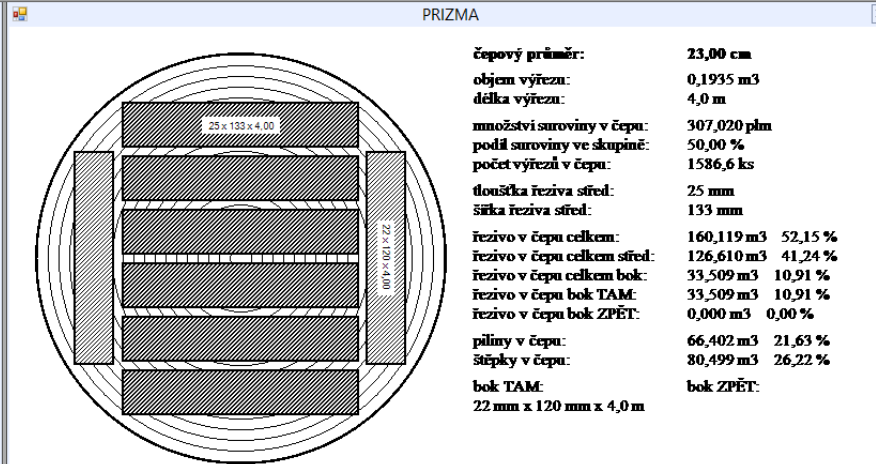 PRIZMA
25 x 133 x 4,00
22 x 120 x 4,00
čepový průměr: 23,00 cm
objem výřezu: 0,1935 m3
délka výřezu: 4,0 m
množství suroviny v čepu: 307,020 plm
podíl suroviny ve skupině: 50,00 %
počet výřezů v čepu: 1586,6 ks
tloušťka řeziva střed: 25 mm
šířka řeziva střed: 133 mm
řezivo v čepu celkem: 160,119 m3 52,15 %
řezivo v čepu celkem střed: 126,610 m3 41,24 %
řezivo v čepu celkem bok: 33,509 m3 10,91 %
řezivo v čepu bok TAM: 33,509 m3 10,91 %
řezivo v čepu bok ZPĚT: 0,000 m3 0,00 %
piliny v čepu: 66,402 m3 21,63 %
štěpky v čepu: 80,499 m3 26,22 %
bok TAM: bok ZPĚT:
22 mm x 120 mm x 4,0 m